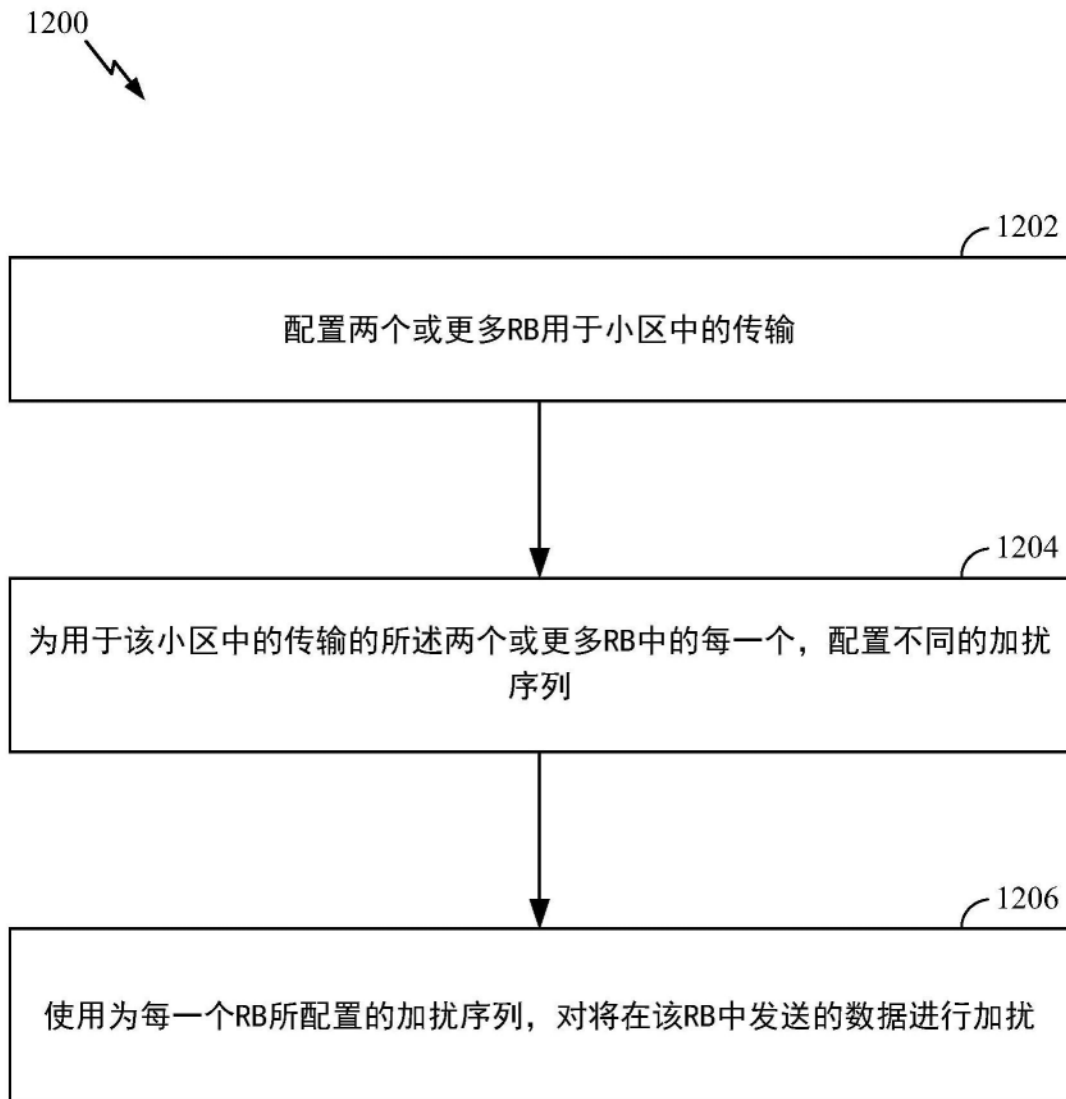 1200
1202
配置两个或更多RB用于小区中的传输
1204
为用于该小区中的传输的所述两个或更多RB中的每一个，配置不同的加扰
序列
1206
使用为每一个RB所配置的加扰序列，对将在该RB中发送的数据进行加扰